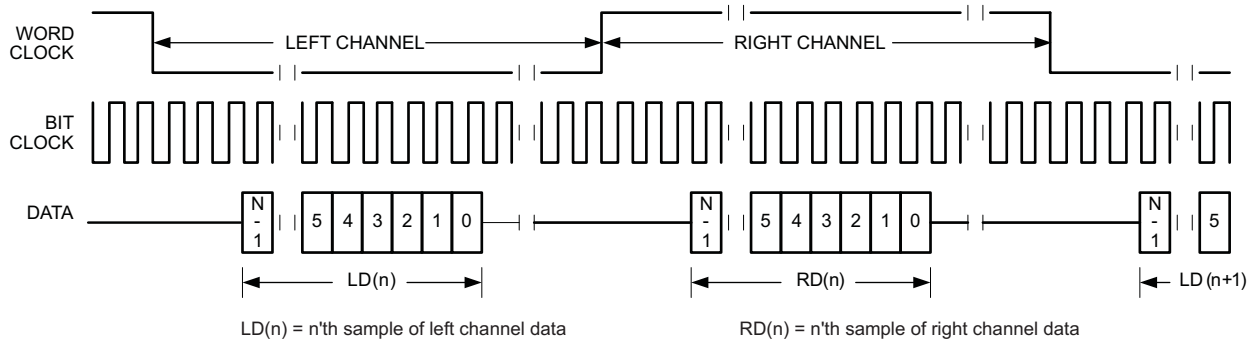 WORD
CLOCK
LEFT CHANNEL
RIGHT CHANNEL
BIT
CLOCK
DATA
N
-
1
5 4 3 2 1 0
N
-
1
5 4 3 2 1 0
N
-
1
5
LD(n)
RD(n)
LD (n+1)
LD(n) = n'th sample of left channel data
RD(n) = n'th sample of right channel data